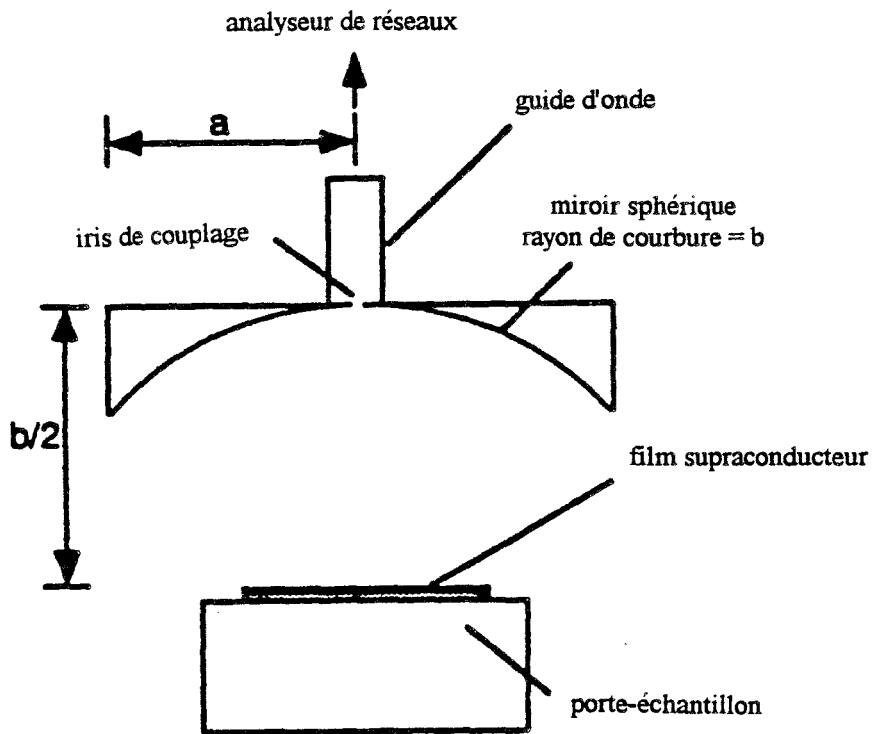 analyseur de réseaux
a
guide d'onde
iris de couplage
miroir sphérique
rayon de courbure = b
b/2
film supraconducteur
porte-échantillon